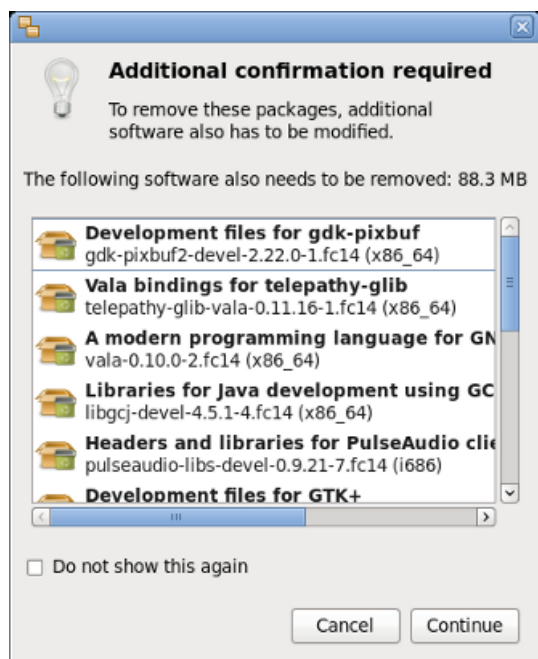 Additional confirmation required
To remove these packages, additional
software also has to be modified.
The following software also needs to be removed: 88.3 MB
Development files for gdk-pixbuf
gdk-pixbuf2-devel-2.22.0-1.fc14 (x86_64)
Vala bindings for telepathy-glib
telepathy-glib-vala-0.11.16-1.fc14 (x86_64)
A modern programming language for GN
vala-0.10.0-2.fc14 (x86_64)
Libraries for Java development using GC
libgcj-devel-4.5.1-4.fc14 (x86_64)
Headers and libraries for PulseAudio clie
pulseaudio-libs-devel-0.9.21-7.fc14 (i686)
Development files for GTK+
Do not show this again
Cancel Continue